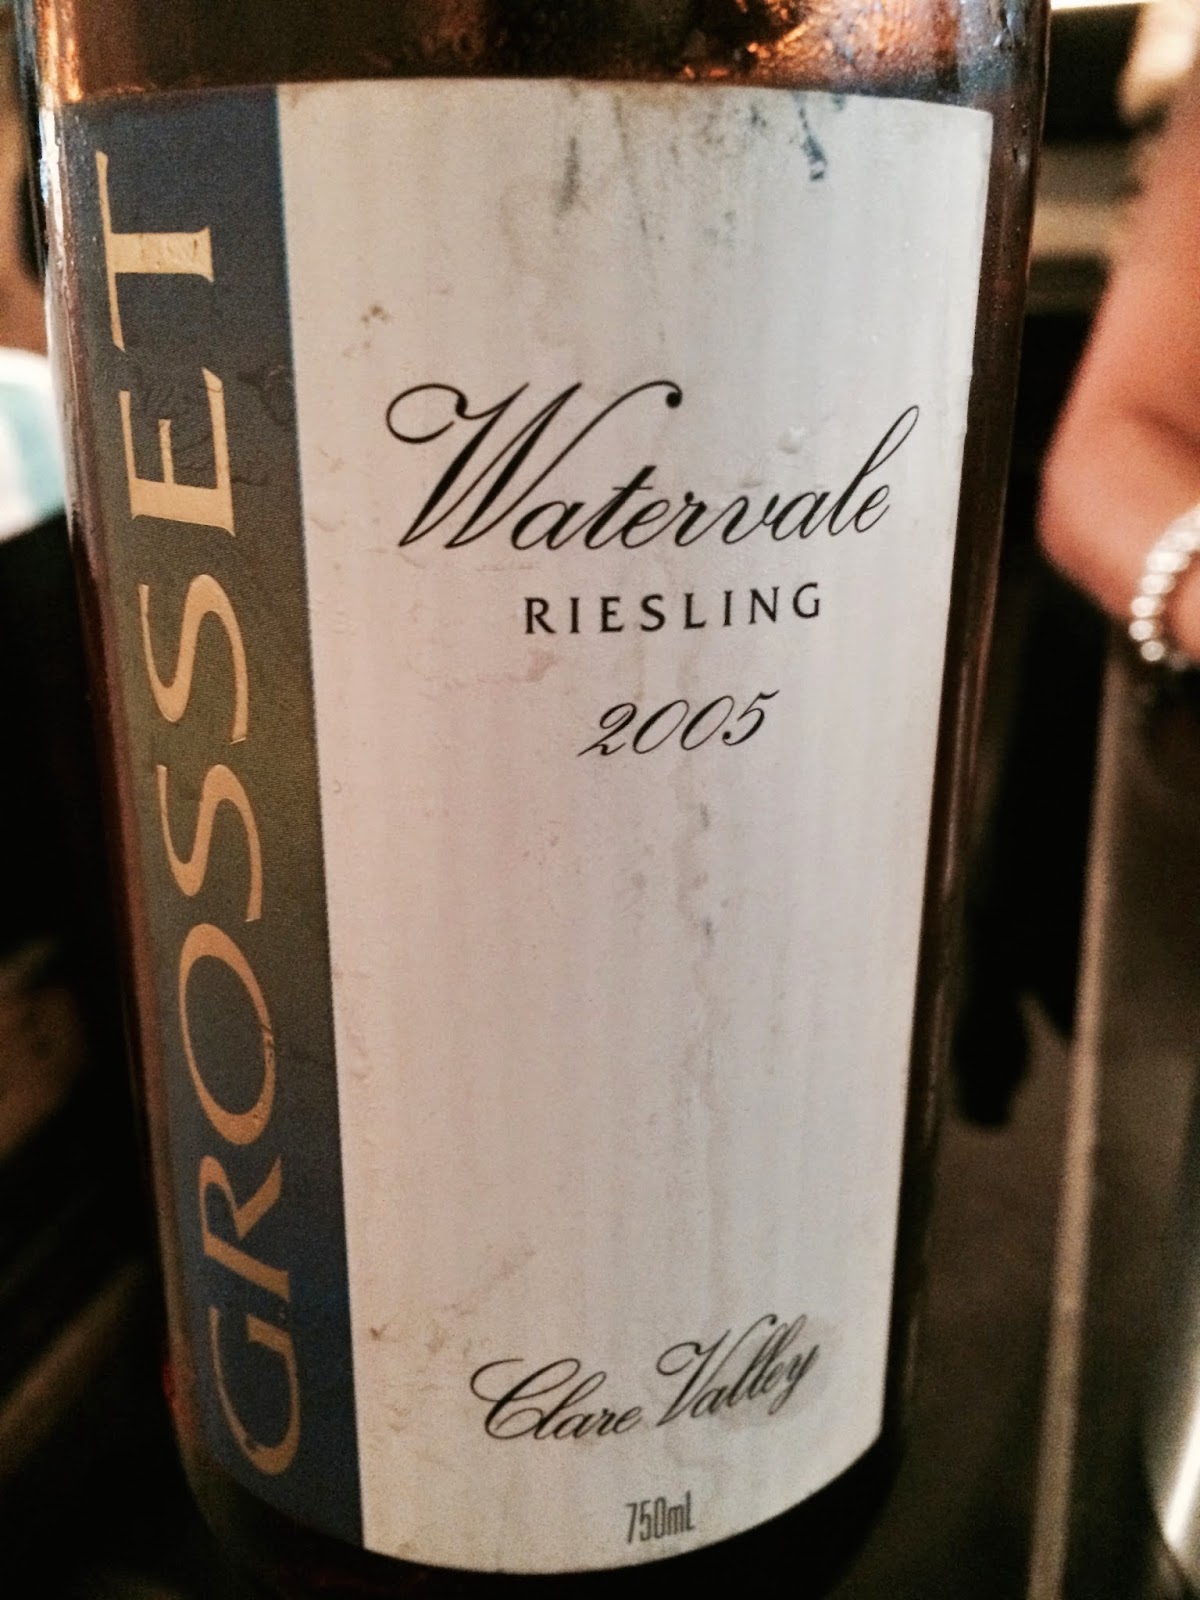 GROSSET
Watervale
RIESLING
2005
Clare Valley
750mL